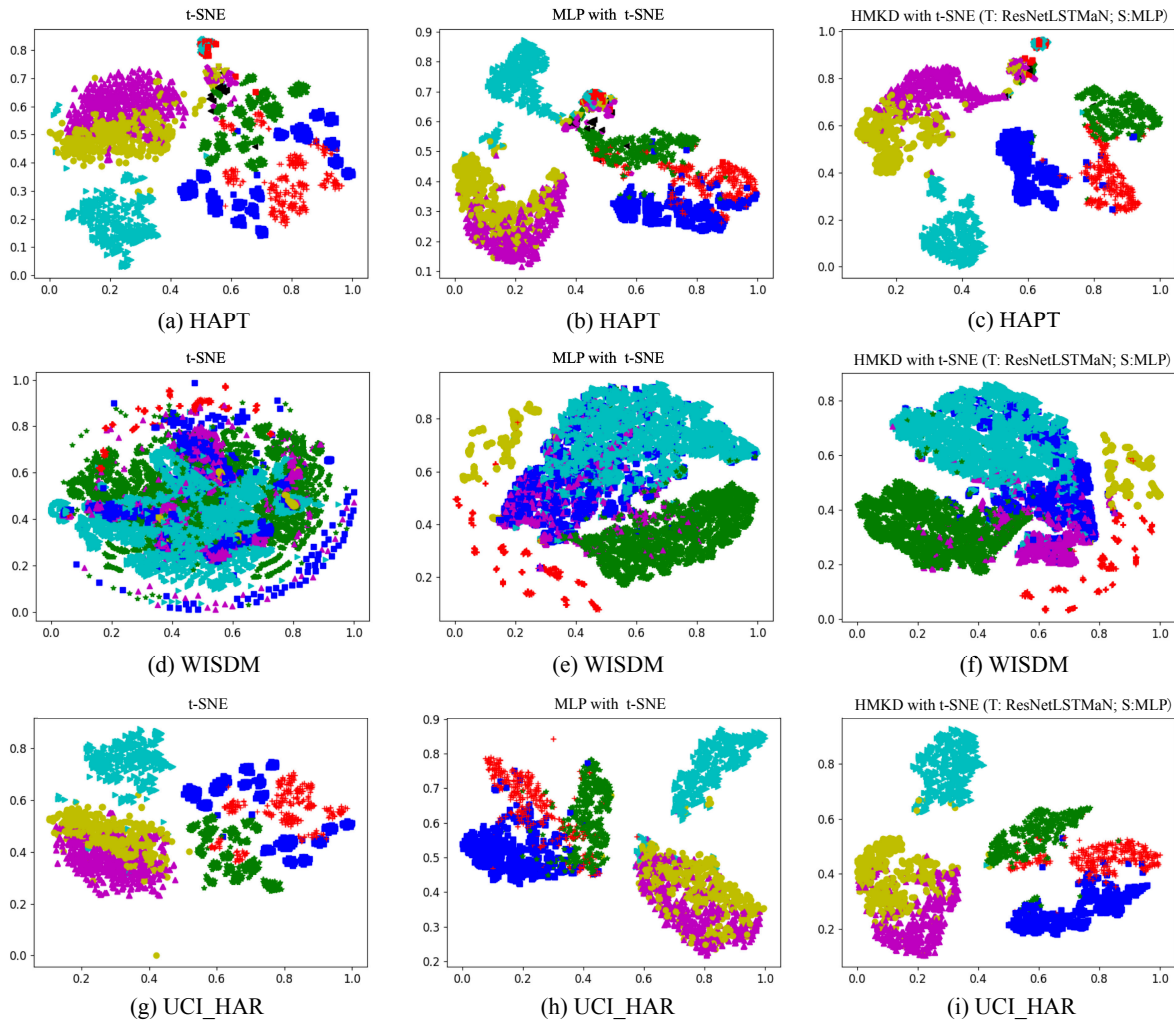 t-SNE
MLP with t-SNE
HMKD with t-SNE (T: ResNetLSTMaN; S:MLP)
0.8
0.7
0.6
0.5
0.4
0.3
0.2
0.1
0.0
0.0 0.2 0.4 0.6 0.8 1.0
0.9
0.8
0.7
0.6
0.5
0.4
0.3
0.2
0.1
0.0 0.2 0.4 0.6 0.8 1.0
1.0
0.8
0.6
0.4
0.2
0.0
0.2 0.4 0.6 0.8 1.0
(a) HAPT
(b) HAPT
(c) HAPT
t-SNE
MLP with t-SNE
HMKD with t-SNE (T: ResNetLSTMaN; S:MLP)
1.0
0.8
0.6
0.4
0.2
0.0
0.0 0.2 0.4 0.6 0.8 1.0
0.8
0.6
0.4
0.2
0.0 0.2 0.4 0.6 0.8 1.0
0.8
0.6
0.4
0.2
0.0
0.0 0.2 0.4 0.6 0.8 1.0
(d) WISDM
(e) WISDM
(f) WISDM
t-SNE
MLP with t-SNE
HMKD with t-SNE (T: ResNetLSTMaN; S:MLP)
0.8
0.6
0.4
0.2
0.0
0.2 0.4 0.6 0.8 1.0
0.9
0.8
0.7
0.6
0.5
0.4
0.3
0.2
0.0 0.2 0.4 0.6 0.8 1.0
0.8
0.6
0.4
0.2
0.0 0.2 0.4 0.6 0.8 1.0
(g) UCI_HAR
(h) UCI_HAR
(i) UCI_HAR